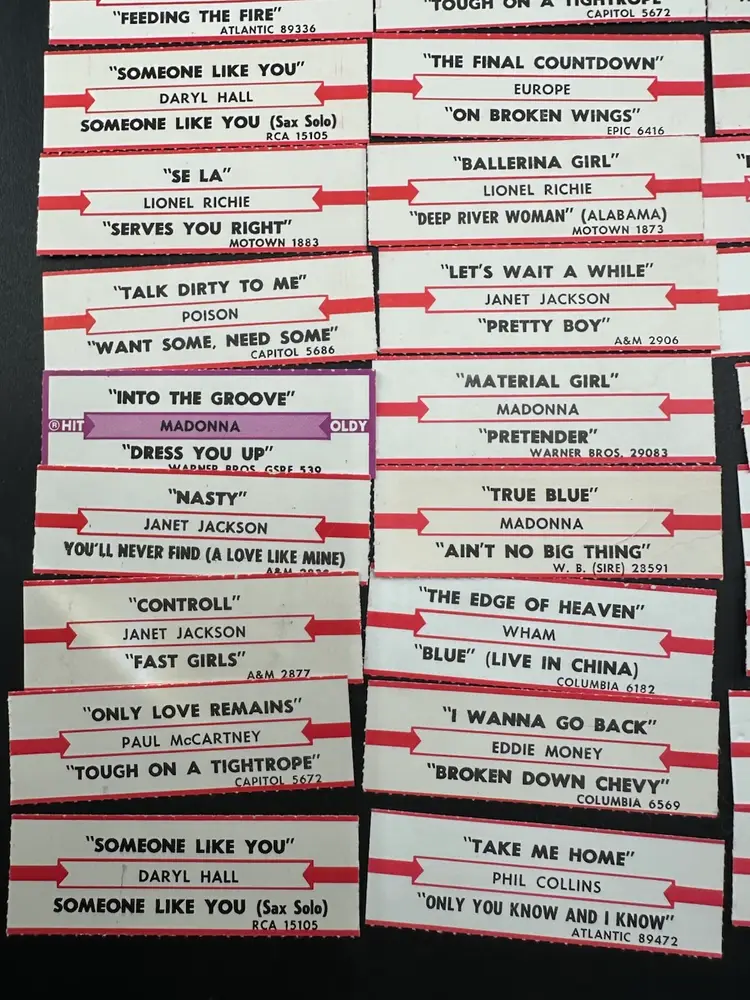 "FEEDING THE FIRE"
ATLANTIC 89336
"SOMEONE LIKE YOU"
DARYL HALL
SOMEONE LIKE YOU (Sax Solo)
RCA 15105
"SE LA"
LIONEL RICHIE
"SERVES YOU RIGHT"
MOTOWN 1883
"TALK DIRTY TO ME"
POISON
"WANT SOME, NEED SOME"
CAPITOL 5686
"INTO THE GROOVE"
®HIT MADONNA OLDY
"DRESS YOU UP"
WARNER BROS. GSRE 539
"NASTY"
JANET JACKSON
YOU'LL NEVER FIND (A LOVE LIKE MINE)
A&M
"CONTROLL"
JANET JACKSON
"FAST GIRLS"
A&M 2877
"ONLY LOVE REMAINS"
PAUL McCARTNEY
"TOUGH ON A TIGHTROPE"
CAPITOL 5672
"SOMEONE LIKE YOU"
DARYL HALL
SOMEONE LIKE YOU (Sax Solo)
RCA 15105
"TOUGH ON A TIGHTROPE"
CAPITOL 5672
"THE FINAL COUNTDOWN"
EUROPE
"ON BROKEN WINGS"
EPIC 6416
"BALLERINA GIRL"
LIONEL RICHIE
"DEEP RIVER WOMAN" (ALABAMA)
MOTOWN 1873
"LET'S WAIT A WHILE"
JANET JACKSON
"PRETTY BOY"
A&M 2906
"MATERIAL GIRL"
MADONNA
"PRETENDER"
WARNER BROS. 29083
"TRUE BLUE"
MADONNA
"AIN'T NO BIG THING"
W. B. (SIRE) 28591
"THE EDGE OF HEAVEN"
WHAM
"BLUE" (LIVE IN CHINA)
COLUMBIA 6182
"I WANNA GO BACK"
EDDIE MONEY
"BROKEN DOWN CHEVY"
COLUMBIA 6569
"TAKE ME HOME"
PHIL COLLINS
"ONLY YOU KNOW AND I KNOW"
ATLANTIC 89472